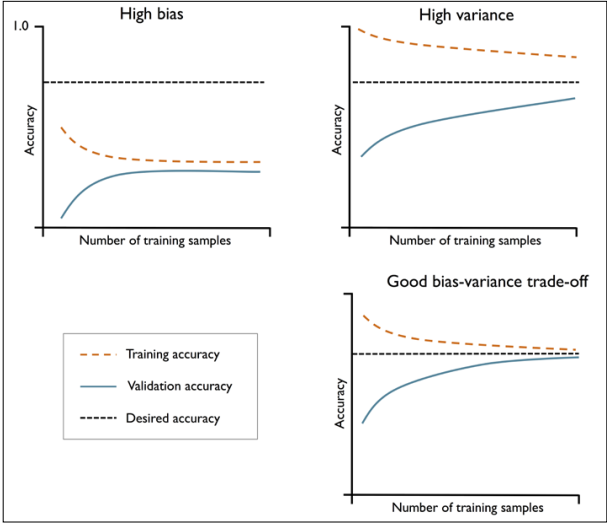 High bias
1.0
Accuracy
Number of training samples
High variance
Accuracy
Number of training samples
Good bias-variance trade-off
Accuracy
Number of training samples
Training accuracy
Validation accuracy
Desired accuracy